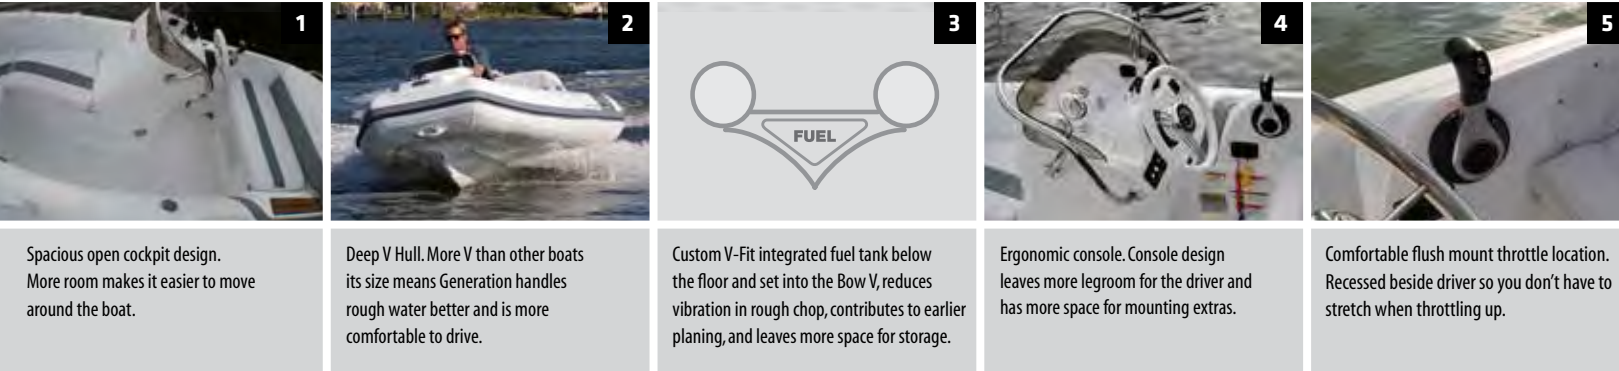 1
2
3
4
5
FUEL
Spacious open cockpit design.
More room makes it easier to move
around the boat.
Deep V Hull. More V than other boats
its size means Generation handles
rough water better and is more
comfortable to drive.
Custom V-Fit integrated fuel tank below
the floor and set into the Bow V, reduces
vibration in rough chop, contributes to earlier
planing, and leaves more space for storage.
Ergonomic console. Console design
leaves more legroom for the driver and
has more space for mounting extras.
Comfortable flush mount throttle location.
Recessed beside driver so you don’t have to
stretch when throttling up.